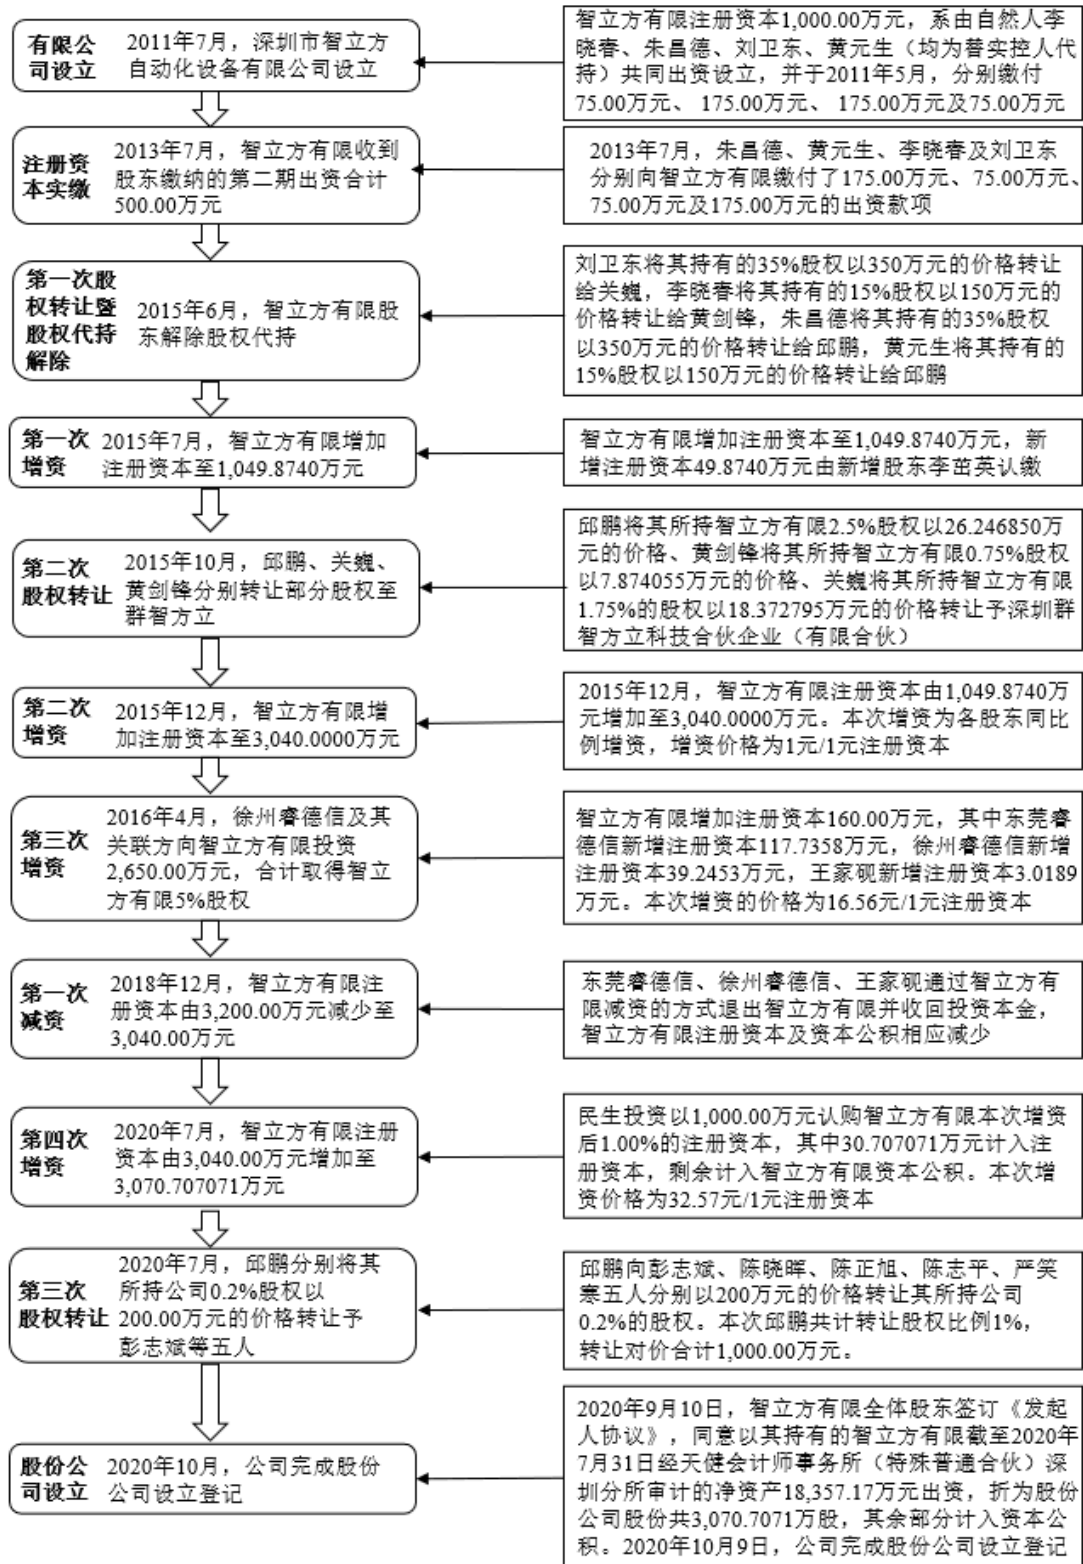 有限公
司设立
2011年7月，深圳市智立方
自动化设备有限公司设立
智立方有限注册资本1,000.00万元，系由自然人李
晓春、朱昌德、刘卫东、黄元生（均为替实控人代
持）共同出资设立，并于2011年5月，分别缴付
75.00万元、 175.00万元、 175.00万元及75.00万元
注册资
本实缴
2013年7月，智立方有限收到
股东缴纳的第二期出资合计
500.00万元
2013年7月，朱昌德、黄元生、李晓春及刘卫东
分别向智立方有限缴付了175.00万元、75.00万元、
75.00万元及175.00万元的出资款项
第一次股
权转让暨
股权代持
解除
2015年6月，智立方有限股
东解除股权代持
刘卫东将其持有的35%股权以350万元的价格转让
给关巍，李晓春将其持有的15%股权以150万元的
价格转让给黄剑锋，朱昌德将其持有的35%股权
以350万元的价格转让给邱鹏，黄元生将其持有的
15%股权以150万元的价格转让给邱鹏
第一次
增资
2015年7月，智立方有限增加
注册资本至1,049.8740万元
智立方有限增加注册资本至1,049.8740万元，新
增注册资本49.8740万元由新增股东李茁英认缴
第二次
股权转让
2015年10月，邱鹏、关巍、
黄剑锋分别转让部分股权至
群智方立
邱鹏将其所持智立方有限2.5%股权以26.246850万
元的价格、黄剑锋将其所持智立方有限0.75%股权
以7.874055万元的价格、关巍将其所持智立方有限
1.75%的股权以18.372795万元的价格转让予深圳群
智方立科技合伙企业（有限合伙）
第二次
增资
2015年12月，智立方有限增
加注册资本至3,040.0000万元
2015年12月，智立方有限注册资本由1,049.8740万
元增加至3,040.0000万元。本次增资为各股东同比
例增资，增资价格为1元/1元注册资本
第三次
增资
2016年4月，徐州睿德信及其
关联方向智立方有限投资
2,650.00万元，合计取得智立
方有限5%股权
智立方有限增加注册资本160.00万元，其中东莞睿
德信新增注册资本117.7358万元，徐州睿德信新增
注册资本39.2453万元，王家砚新增注册资本3.0189
万元。本次增资的价格为16.56元/1元注册资本
第一次
减资
2018年12月，智立方有限注
册资本由3,200.00万元减少至
3,040.00万元
东莞睿德信、徐州睿德信、王家砚通过智立方有
限减资的方式退出智立方有限并收回投资本金，
智立方有限注册资本及资本公积相应减少
第四次
增资
2020年7月，智立方有限注册
资本由3,040.00万元增加至
3,070.707071万元
民生投资以1,000.00万元认购智立方有限本次增资
后1.00%的注册资本，其中30.707071万元计入注
册资本，剩余计入智立方有限资本公积。本次增
资价格为32.57元/1元注册资本
第三次
股权转让
2020年7月，邱鹏分别将其
所持公司0.2%股权以
200.00万元的价格转让予
彭志斌等五人
邱鹏向彭志斌、陈晓晖、陈正旭、陈志平、严笑
寒五人分别以200万元的价格转让其所持公司
0.2%的股权。本次邱鹏共计转让股权比例1%，
转让对价合计1,000.00万元。
股份公
司设立
2020年10月，公司完成股份
公司设立登记
2020年9月10日，智立方有限全体股东签订《发起
人协议》，同意以其持有的智立方有限截至2020年
7月31日经天健会计师事务所（特殊普通合伙）深
圳分所审计的净资产18,357.17万元出资，折为股份
公司股份共3,070.7071万股，其余部分计入资本公
积。2020年10月9日，公司完成股份公司设立登记